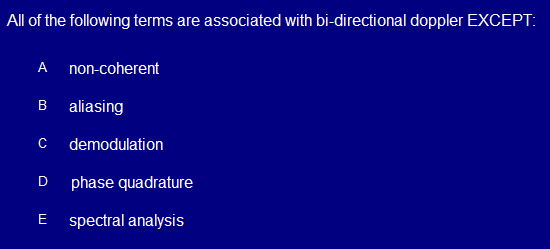 All of the following terms are associated with bi-directional doppler EXCEPT:
A non-coherent
B aliasing
C demodulation
D phase quadrature
E spectral analysis